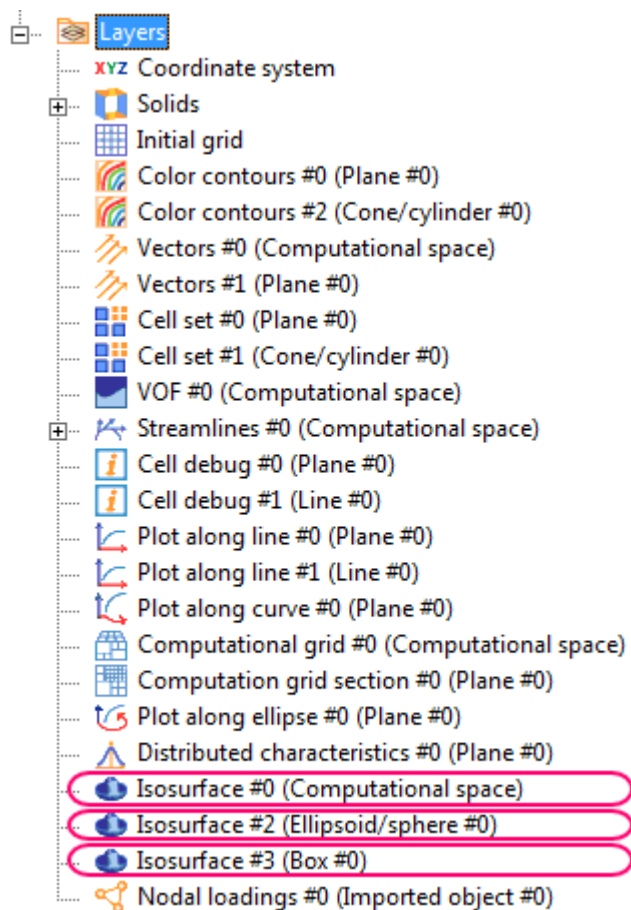 Layers
XYZ Coordinate system
Solids
Initial grid
Color contours #0 (Plane #0)
Color contours #2 (Cone/cylinder #0)
Vectors #0 (Computational space)
Vectors #1 (Plane #0)
Cell set #0 (Plane #0)
Cell set #1 (Cone/cylinder #0)
VOF #0 (Computational space)
Streamlines #0 (Computational space)
Cell debug #0 (Plane #0)
Cell debug #1 (Line #0)
Plot along line #0 (Plane #0)
Plot along line #1 (Line #0)
Plot along curve #0 (Plane #0)
Computational grid #0 (Computational space)
Computation grid section #0 (Plane #0)
Plot along ellipse #0 (Plane #0)
Distributed characteristics #0 (Plane #0)
Isosurface #0 (Computational space)
Isosurface #2 (Ellipsoid/sphere #0)
Isosurface #3 (Box #0)
Nodal loadings #0 (Imported object #0)